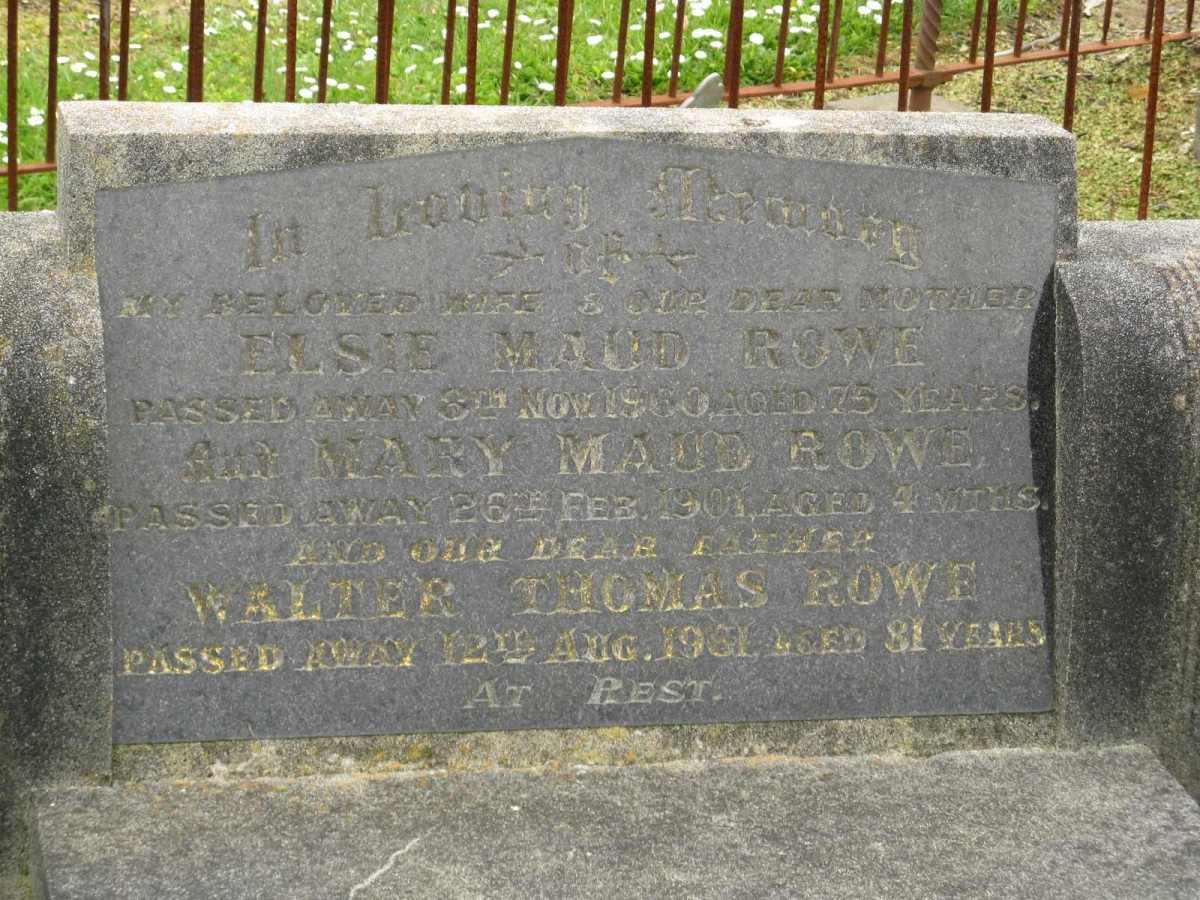 In Loving Memory
OF
MY BELOVED WIFE & OUR DEAR MOTHER
ELSIE MAUD ROWE
PASSED AWAY 8TH NOV. 1960, AGED 75 YEARS.
And MARY MAUD ROWE
PASSED AWAY 26TH FEB. 1901, AGED 4 MTHS.
AND OUR DEAR FATHER
WALTER THOMAS ROWE
PASSED AWAY 12TH AUG. 1961. AGED 81 YEARS
AT REST.